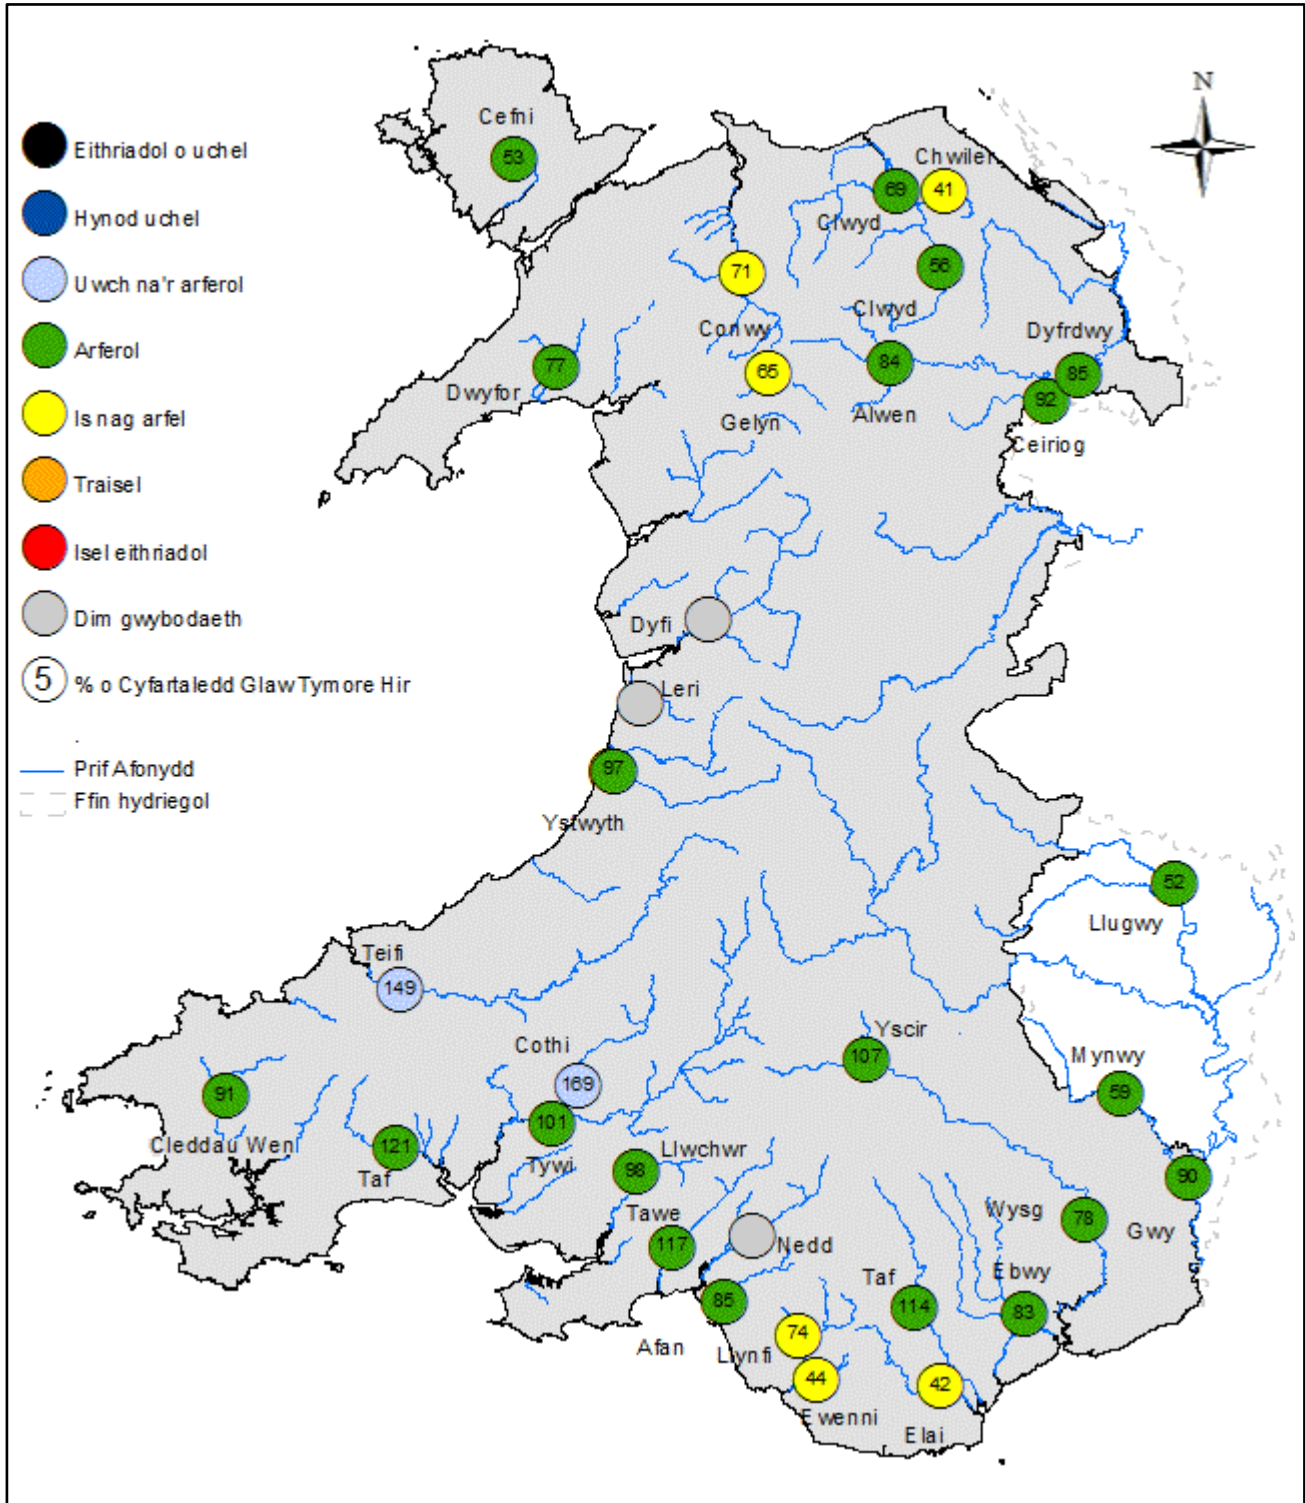 N
Eithriadol o uchel
Hynod uchel
Uwch na'r arferol
Arferol
Is nag arfel
Traisel
Isel eithriadol
Dim gwybodaeth
5 % o Cyfartaledd Glaw Tymore Hir
Prif Afonydd
Ffin hydriegol
Cefni
53
Chwiler
69
41
Clwyd
71
56
Conwy
Clwyd
Dyfrdwy
77
65
84
85
Dwyfor
92
Gelyn
Alwen
Ceiriog
Dyfi
Leri
97
Ystwyth
52
Llugwy
Teifi
149
Cothi
Yscir
107
Mynwy
91
169
59
101
Cleddau Wen
121
Taf
Tywi
Llwchwr
98
90
Tawe
Wysg
78
Gwy
117
Nedd
Taf
Ebwy
85
114
83
Afan
74
Llynfi
44
42
Ewenni
Elai